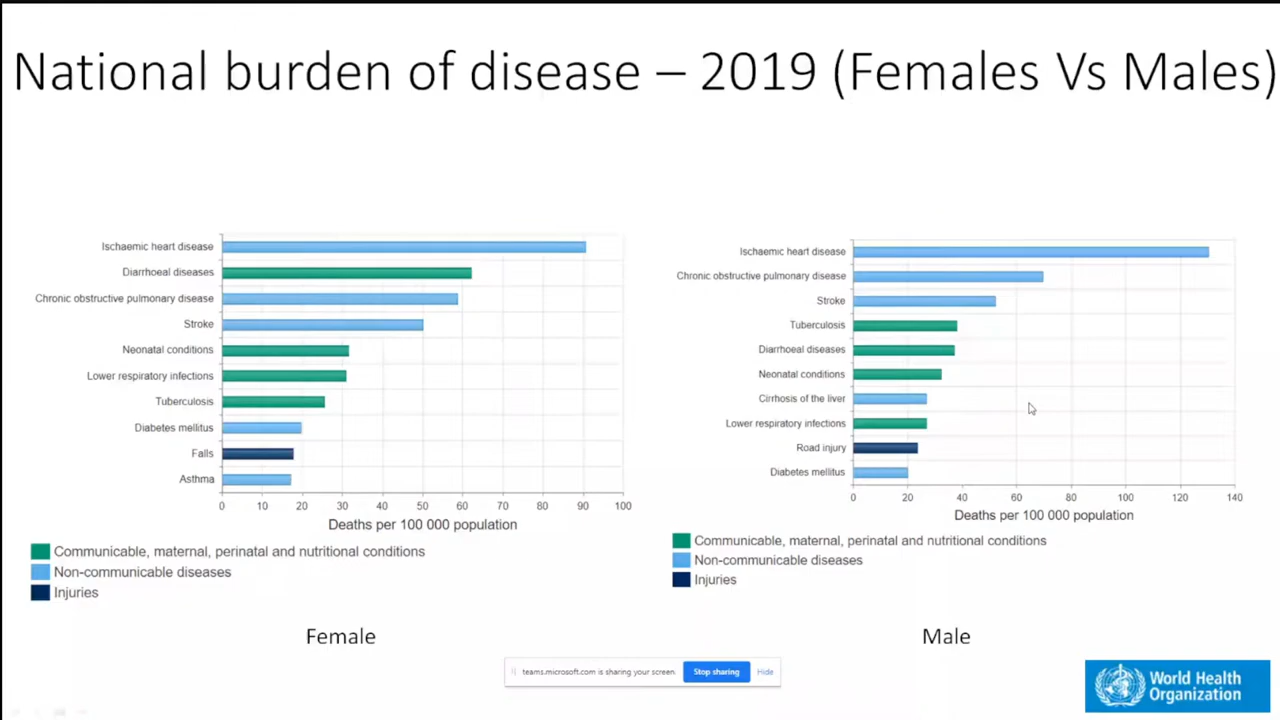 National burden of disease – 2019 (Females Vs Males)
Ischaemic heart disease
Diarrhoeal diseases
Chronic obstructive pulmonary disease
Stroke
Neonatal conditions
Lower respiratory infections
Tuberculosis
Diabetes mellitus
Falls
Asthma
0 10 20 30 40 50 60 70 80 90 100
Deaths per 100 000 population
Communicable, maternal, perinatal and nutritional conditions
Non-communicable diseases
Injuries
Female
Ischaemic heart disease
Chronic obstructive pulmonary disease
Stroke
Tuberculosis
Diarrhoeal diseases
Neonatal conditions
Cirrhosis of the liver
Lower respiratory infections
Road injury
Diabetes mellitus
0 20 40 60 80 100 120 140
Deaths per 100 000 population
Communicable, maternal, perinatal and nutritional conditions
Non-communicable diseases
Injuries
Male
teams.microsoft.com is sharing your screen. Stop sharing Hide
World Health
Organization